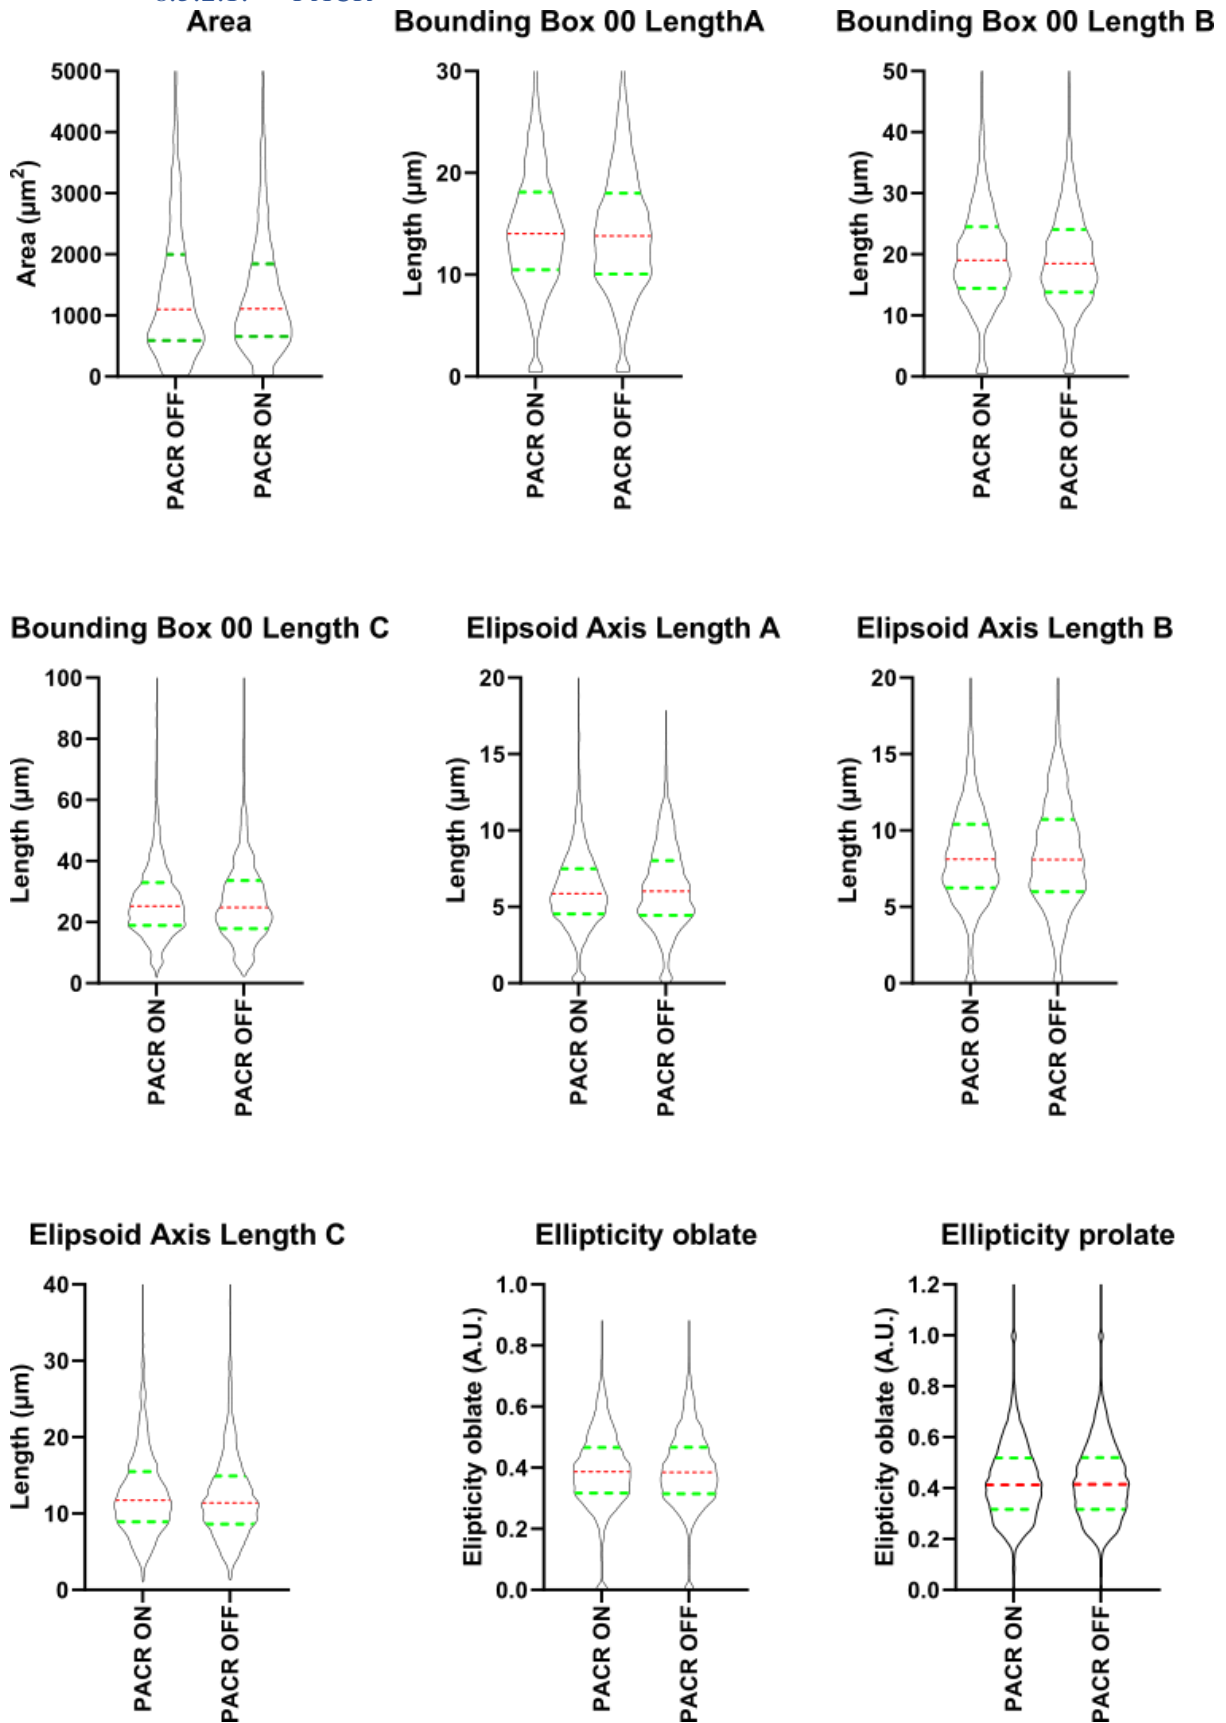 Area
Bounding Box 00 LengthA
Bounding Box 00 Length B
5000
4000
3000
2000
1000
0
Area (µm2)
PACR OFF
PACR ON
30
20
10
0
Length (µm)
PACR ON
PACR OFF
50
40
30
20
10
0
Length (µm)
PACR ON
PACR OFF
Bounding Box 00 Length C
Elipsoid Axis Length A
Elipsoid Axis Length B
100
80
60
40
20
0
Length (µm)
PACR ON
PACR OFF
20
15
10
5
0
Length (µm)
PACR ON
PACR OFF
20
15
10
5
0
Length (µm)
PACR ON
PACR OFF
Elipsoid Axis Length C
Ellipticity oblate
Ellipticity prolate
40
30
20
10
0
Length (µm)
PACR ON
PACR OFF
1.0
0.8
0.6
0.4
0.2
0.0
Elipticity oblate (A.U.)
PACR ON
PACR OFF
1.2
1.0
0.8
0.6
0.4
0.2
0.0
Elipticity oblate (A.U.)
PACR ON
PACR OFF